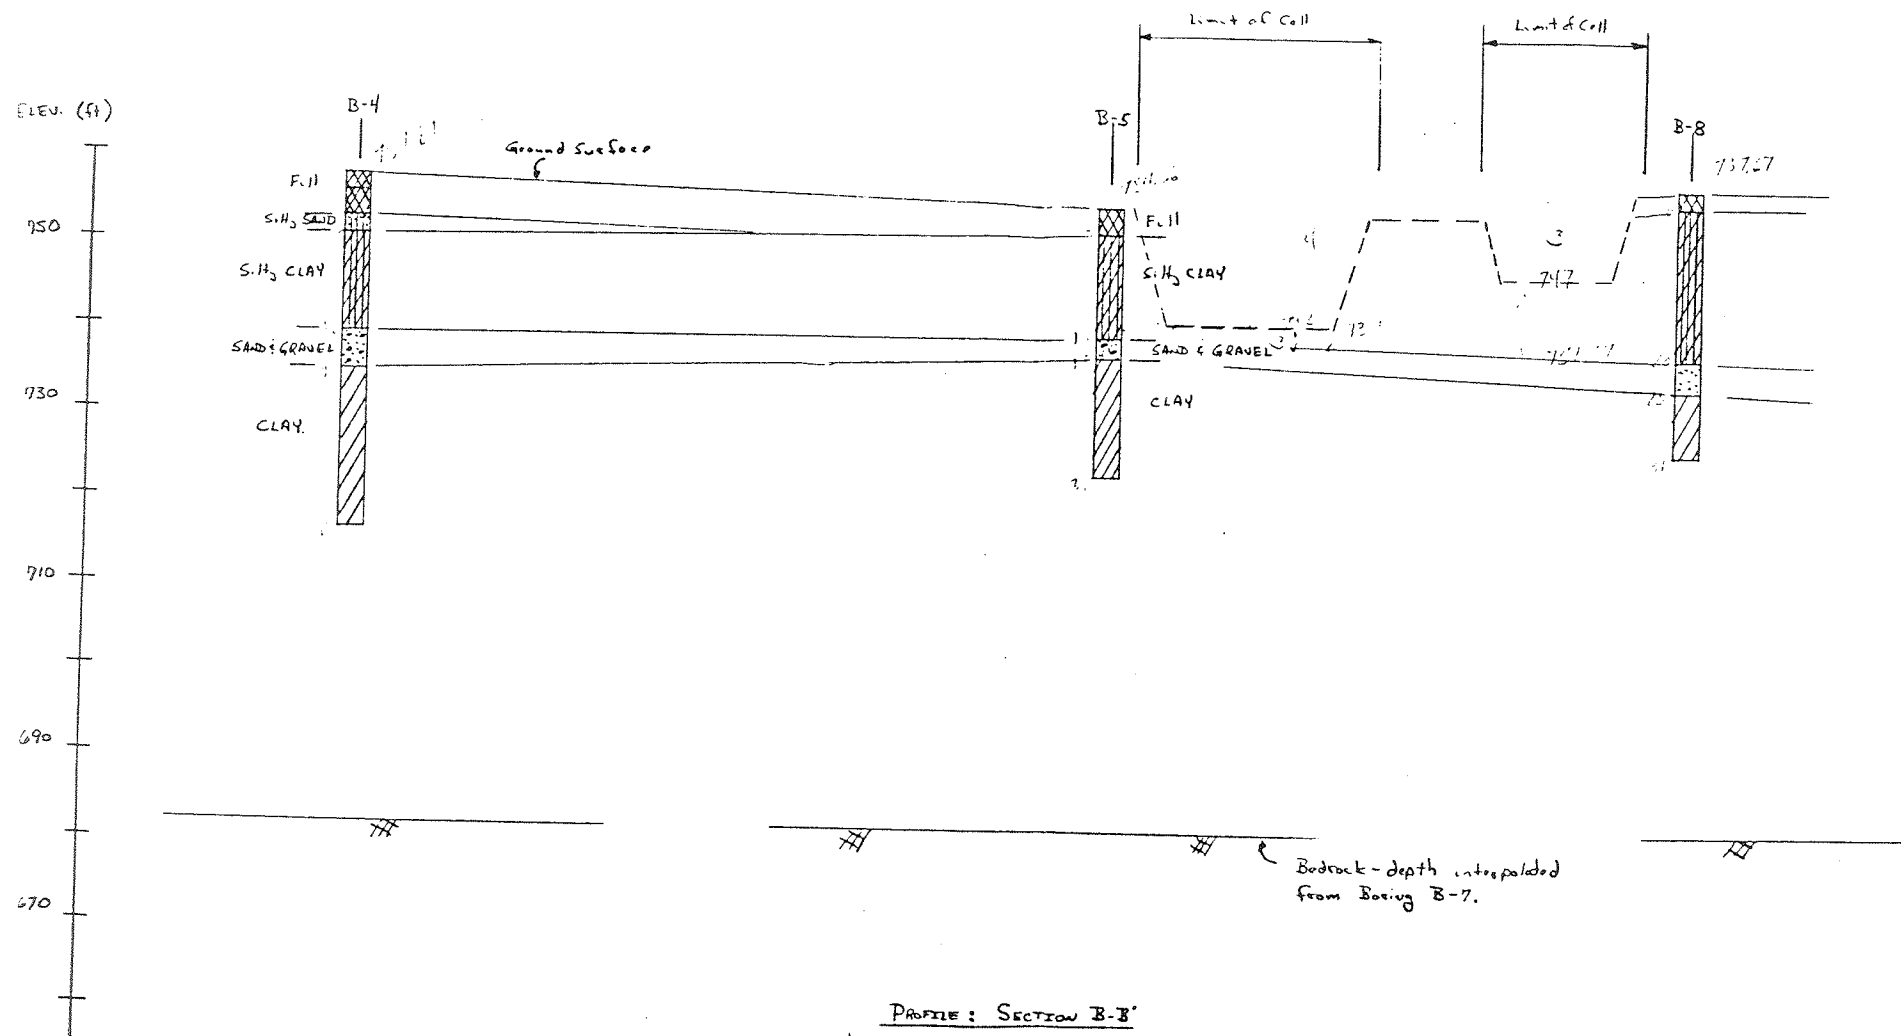 Limit of Cell
Limit of Cell
ELEV. (ft)
B-4
B-5
B-8
Ground Surface
Fill
Silty SAND
750
Silty CLAY
SAND & GRAVEL
730
CLAY.
Fill
Silty CLAY
SAND & GRAVEL
CLAY
4
3
747
710
690
670
Bedrock-depth interpolated
from Boring B-7.
PROFILE: SECTION B-B'